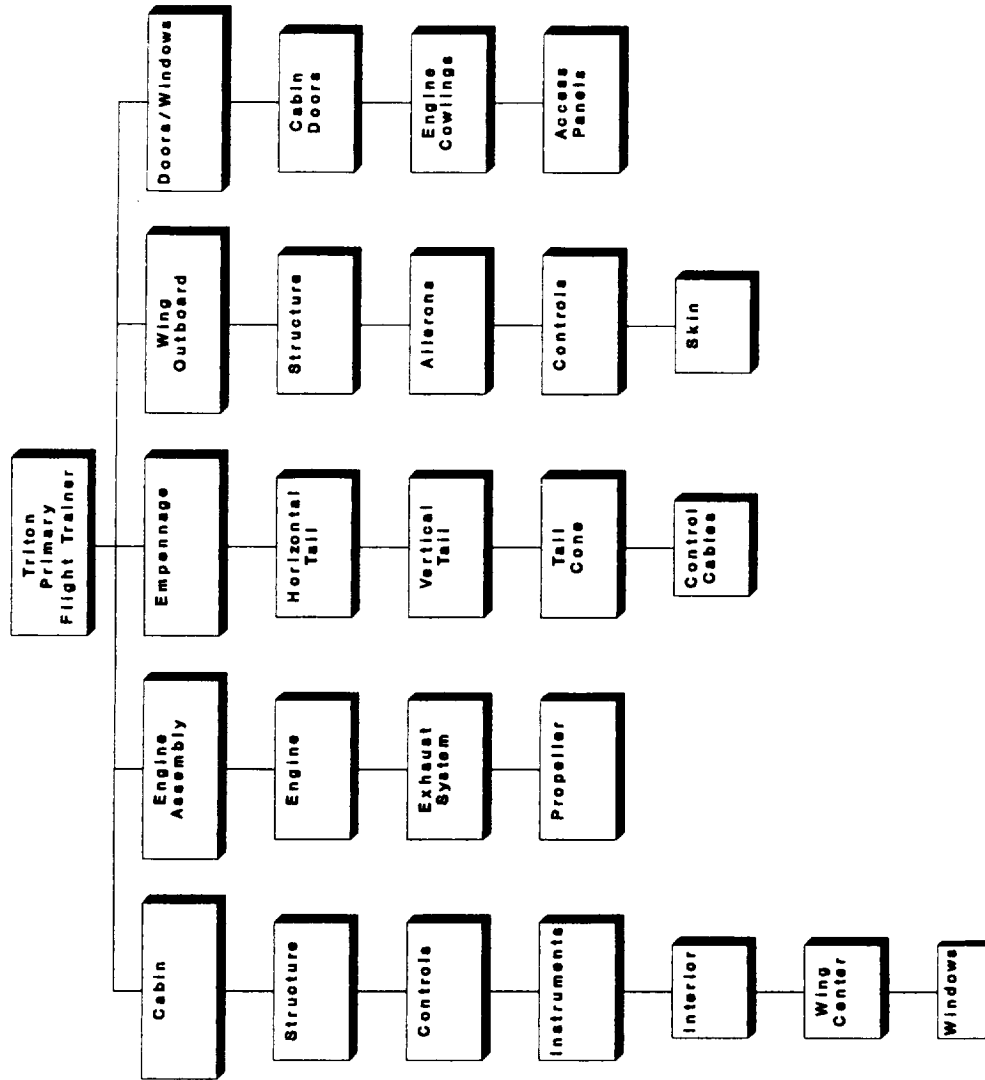 Triton
Primary
Flight Trainer
Cabin
Structure
Controls
Instruments
Interior
Wing
Center
Windows
Engine
Assembly
Engine
Exhaust
System
Propeller
Empennage
Horizontal
Tail
Vertical
Tail
Tail
Cone
Control
Cables
Wing
Outboard
Structure
Ailerons
Controls
Skin
Doors/Windows
Cabin
Doors
Engine
Cowlings
Access
Panels